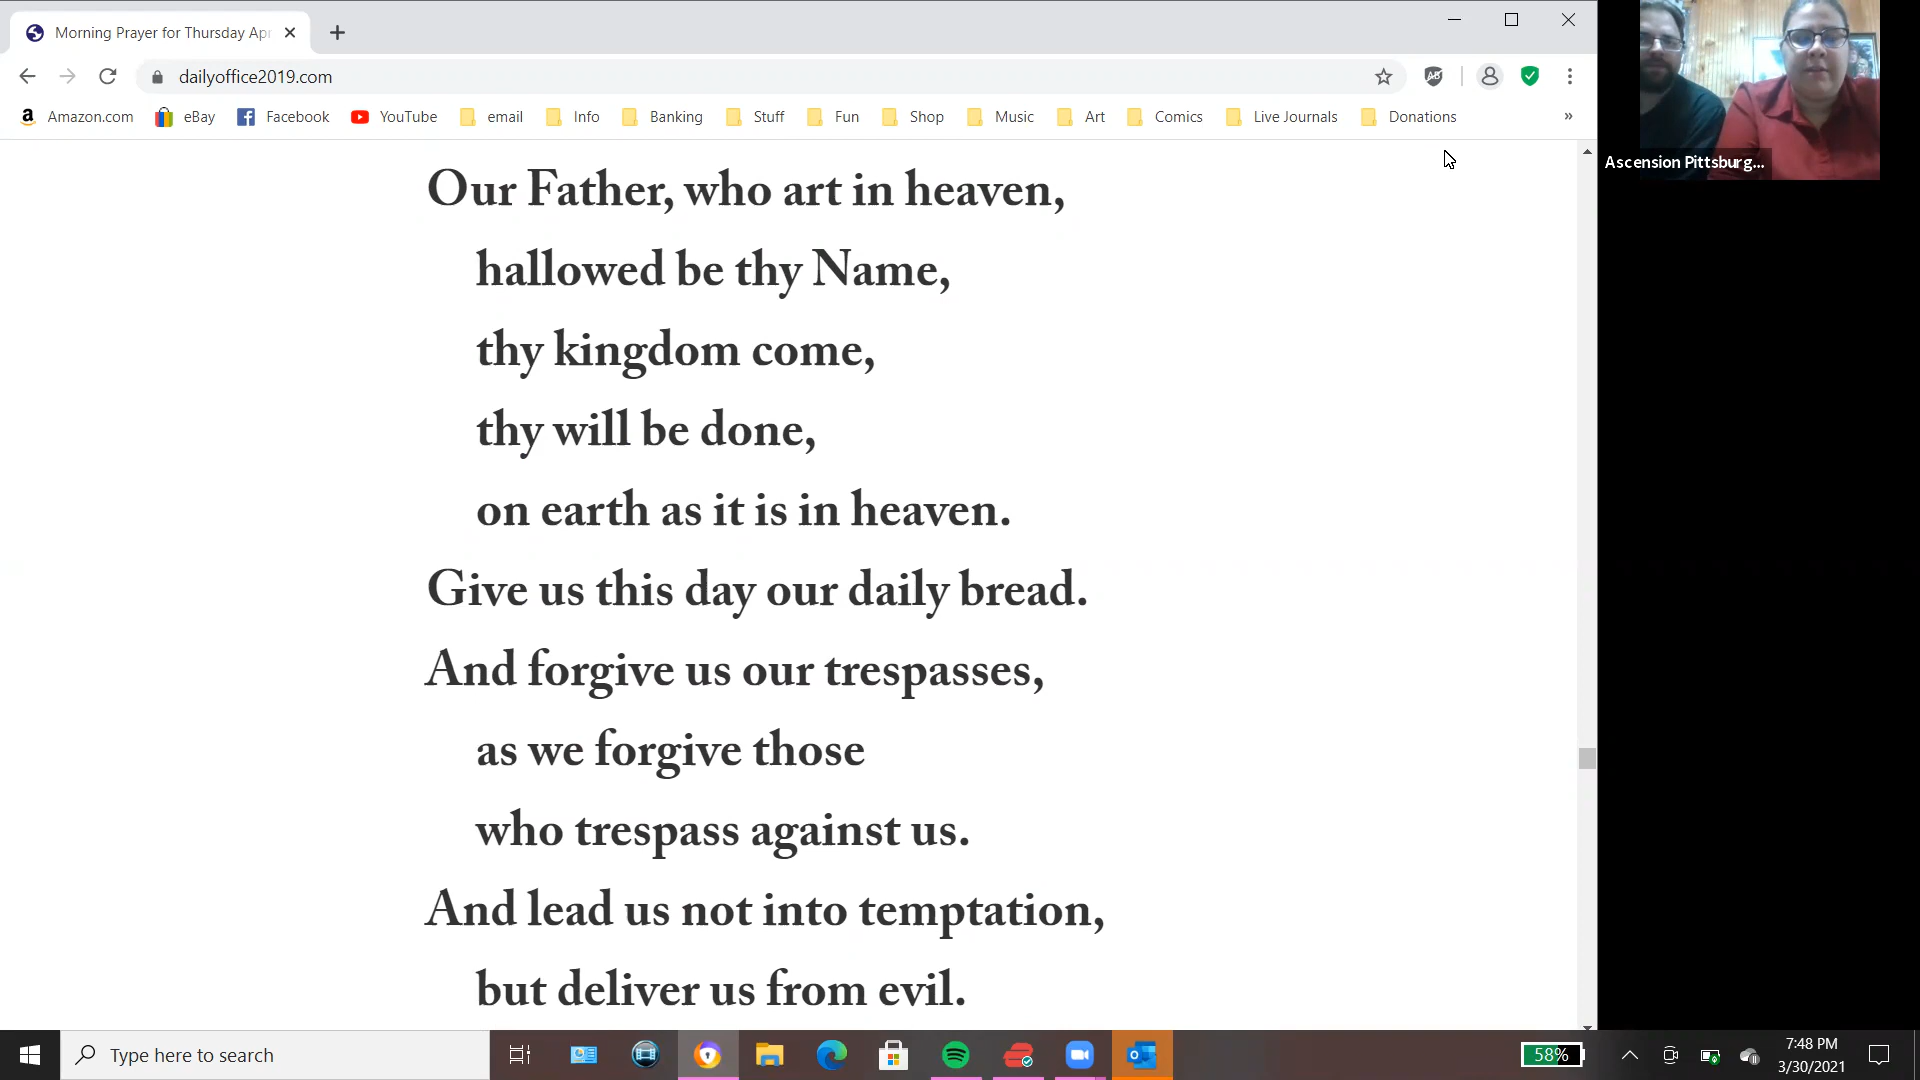 Morning Prayer for Thursday Apr
dailyoffice2019.com
Amazon.com eBay Facebook YouTube email Info Banking Stuff Fun Shop Music Art Comics Live Journals Donations »
Ascension Pittsburg...
Our Father, who art in heaven,
hallowed be thy Name,
thy kingdom come,
thy will be done,
on earth as it is in heaven.
Give us this day our daily bread.
And forgive us our trespasses,
as we forgive those
who trespass against us.
And lead us not into temptation,
but deliver us from evil.
Type here to search
58%
7:48 PM
3/30/2021